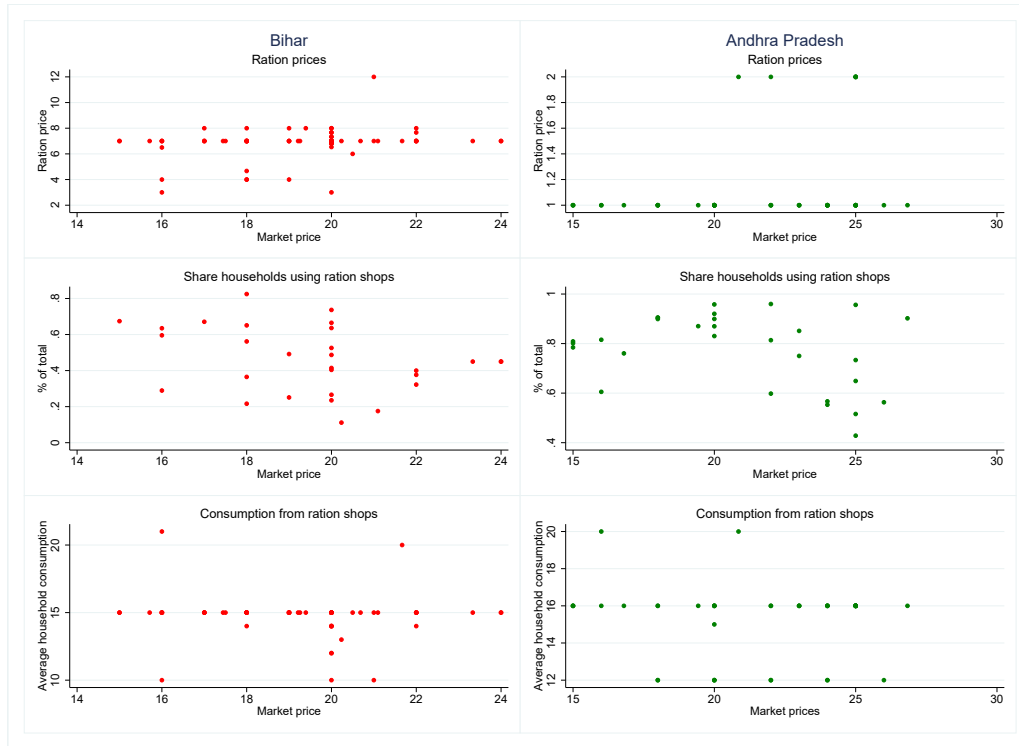 Bihar
Ration prices
Ration price
12
10
8
6
4
2
14 16 18 20 22 24
Market price
Andhra Pradesh
Ration prices
Ration price
2
1.8
1.6
1.4
1.2
1
15 20 25 30
Market price
Share households using ration shops
% of total
.8
.6
.4
.2
0
14 16 18 20 22 24
Market price
Share households using ration shops
% of total
1
.8
.6
.4
15 20 25 30
Market price
Consumption from ration shops
Average household consumption
20
15
10
14 16 18 20 22 24
Market price
Consumption from ration shops
Average household consumption
20
18
16
14
12
15 20 25 30
Market prices